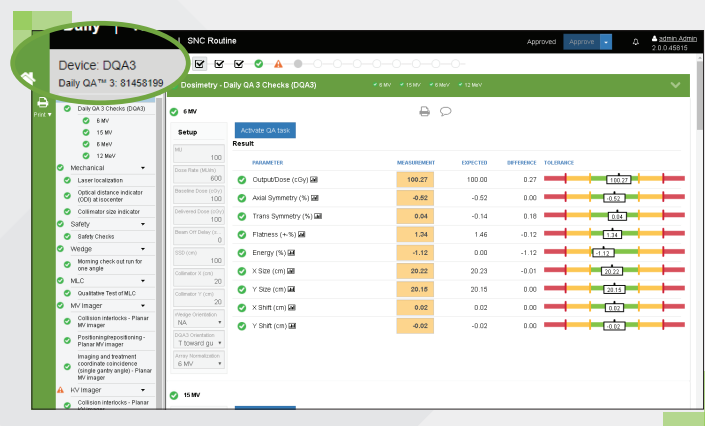 SNC Routine
Approved
Approve
admin Admin
2.0.0.45815
Device: DQA3
Daily QA™ 3: 81458199
Print
Dosimetry - Daily QA 3 Checks (DQA3)
6 MV
15 MV
6 MeV
12 MeV
Daily QA 3 Checks (DQA3)
6 MV
15 MV
6 MeV
12 MeV
Mechanical
Laser localization
Optical distance indicator
(ODI) at isocenter
Collimator size indicator
Safety
Safety Checks
Wedge
Morning check out run for
one angle
MLC
Qualitative Test of MLC
MV Imager
Collision interlocks - Planar
MV imager
Positioning/repositioning -
Planar MV imager
Imaging and treatment
coordinate coincidence
(single gantry angle) - Planar
MV imager
KV Imager
Collision interlocks - Planar
6 MV
Setup
MU
100
Dose Rate (MU/m)
600
Baseline Dose (cGy)
100
Delivered Dose (cGy)
100
Beam Off Delay (s...
0
SSD (cm)
100
Collimator X (cm)
20
Collimator Y (cm)
20
Wedge Orientation
NA
DQA3 Orientation
T toward gu
Array Normalization
6 MV
Activate QA task
Result
PARAMETER MEASUREMENT EXPECTED DIFFERENCE TOLERANCE
Output/Dose (cGy) 100.27 100.00 0.27 100.27
Axial Symmetry (%) -0.52 -0.52 0.00 -0.52
Trans Symmetry (%) 0.04 -0.14 0.18 0.04
Flatness (+-%) 1.34 1.46 -0.12 1.34
Energy (%) -1.12 0.00 -1.12 -1.12
X Size (cm) 20.22 20.23 -0.01 20.22
Y Size (cm) 20.15 20.15 0.00 20.15
X Shift (cm) 0.02 0.02 0.00 0.02
Y Shift (cm) -0.02 -0.02 0.00 -0.02
15 MV